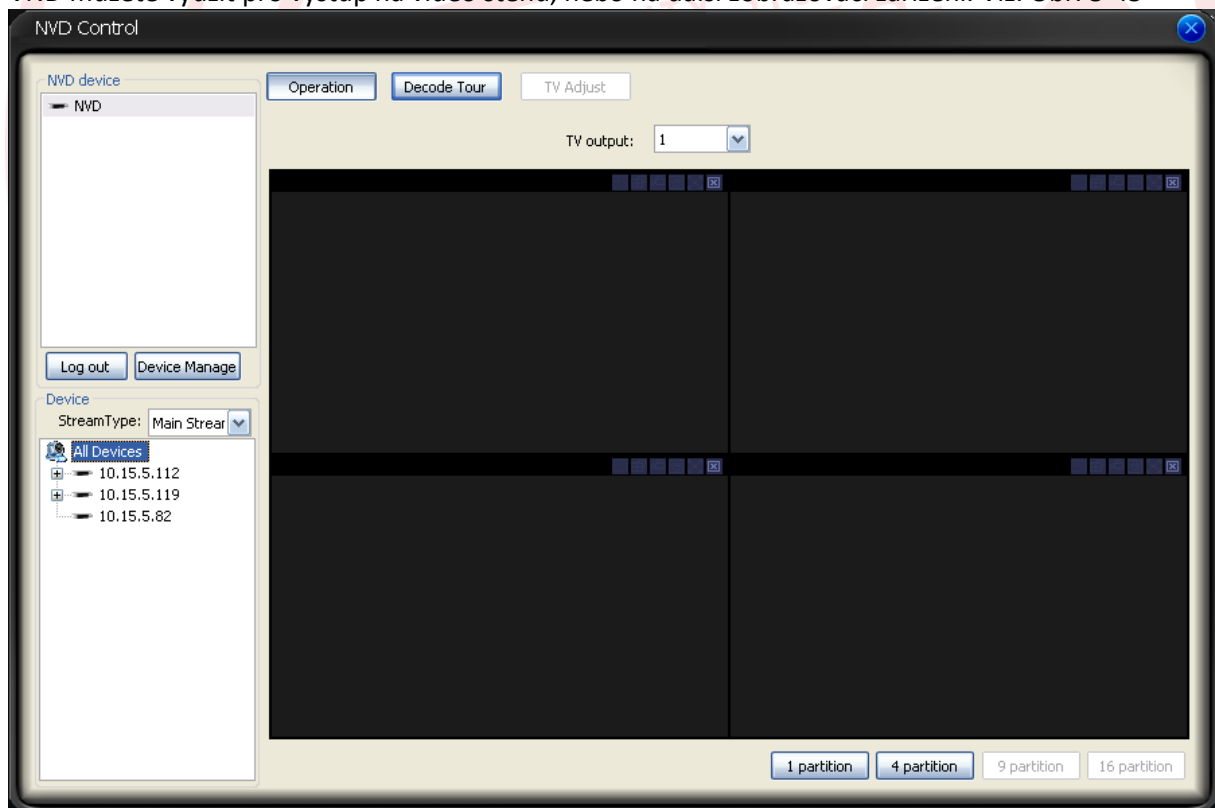 NVD Control
NVD device
NVD
Operation
Decode Tour
TV Adjust
TV output: 1
Log out
Device Manage
Device
StreamType: Main Strear
All Devices
10.15.5.112
10.15.5.119
10.15.5.82
1 partition
4 partition
9 partition
16 partition